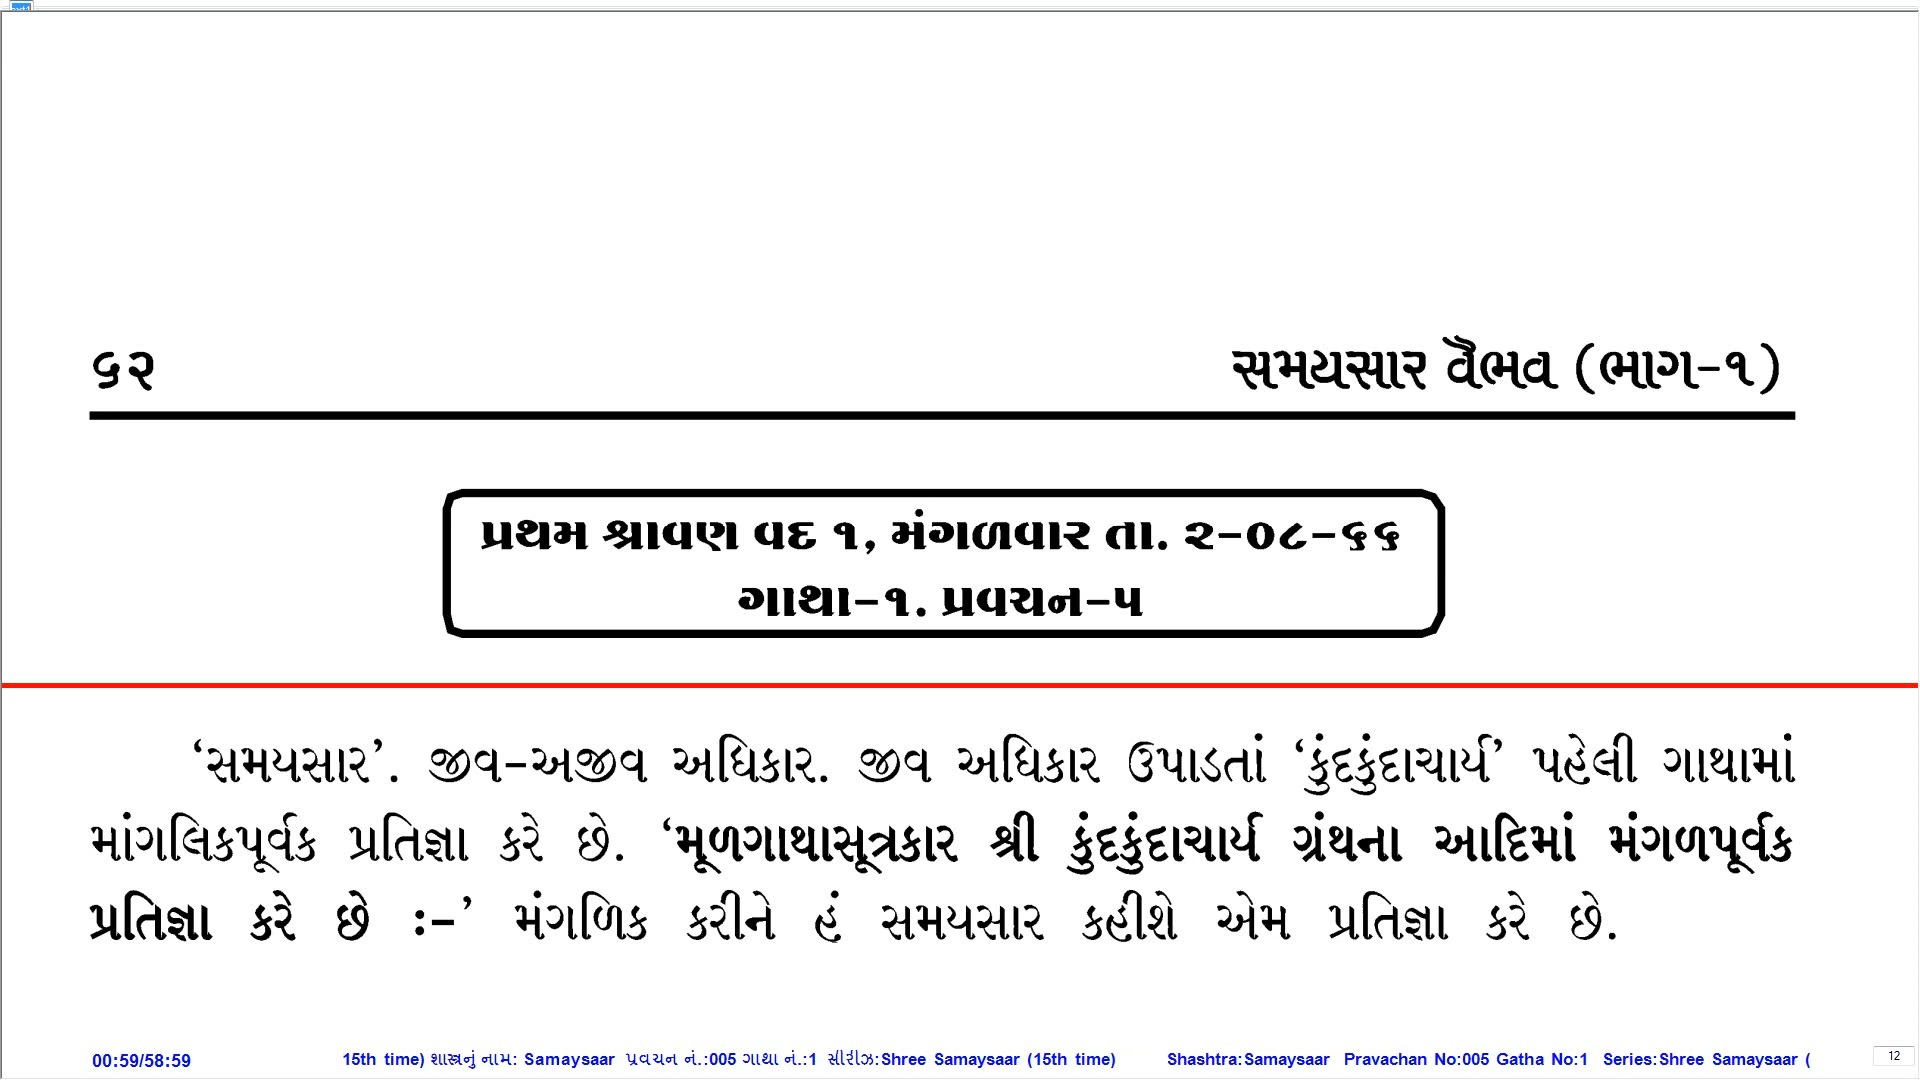 ૬૨ સમયસાર વૈભવ (ભાગ-૧)
પ્રથમ શ્રાવણ વદ ૧, મંગળવાર તા. ૨-૦૮-૬૬
ગાથા-૧. પ્રવચન-૫
‘સમયસાર’. જીવ-અજીવ અધિકાર. જીવ અધિકાર ઉપાડતાં ‘કુંદકુંદાચાર્ય’ પહેલી ગાથામાં
માંગલિકપૂર્વક પ્રતિજ્ઞા કરે છે. ‘મૂળગાથાસૂત્રકાર શ્રી કુંદકુંદાચાર્ય ગ્રંથના આદિમાં મંગળપૂર્વક
પ્રતિજ્ઞા કરે છે :-’ મંગળિક કરીને હં સમયસાર કહીશે એમ પ્રતિજ્ઞા કરે છે.
00:59/58:59 15th time) શાસ્ત્રનું નામ: Samaysaar પ્રવચન નં.:005 ગાથા નં.:1 સીરીઝ:Shree Samaysaar (15th time) Shashtra:Samaysaar Pravachan No:005 Gatha No:1 Series:Shree Samaysaar ( 12